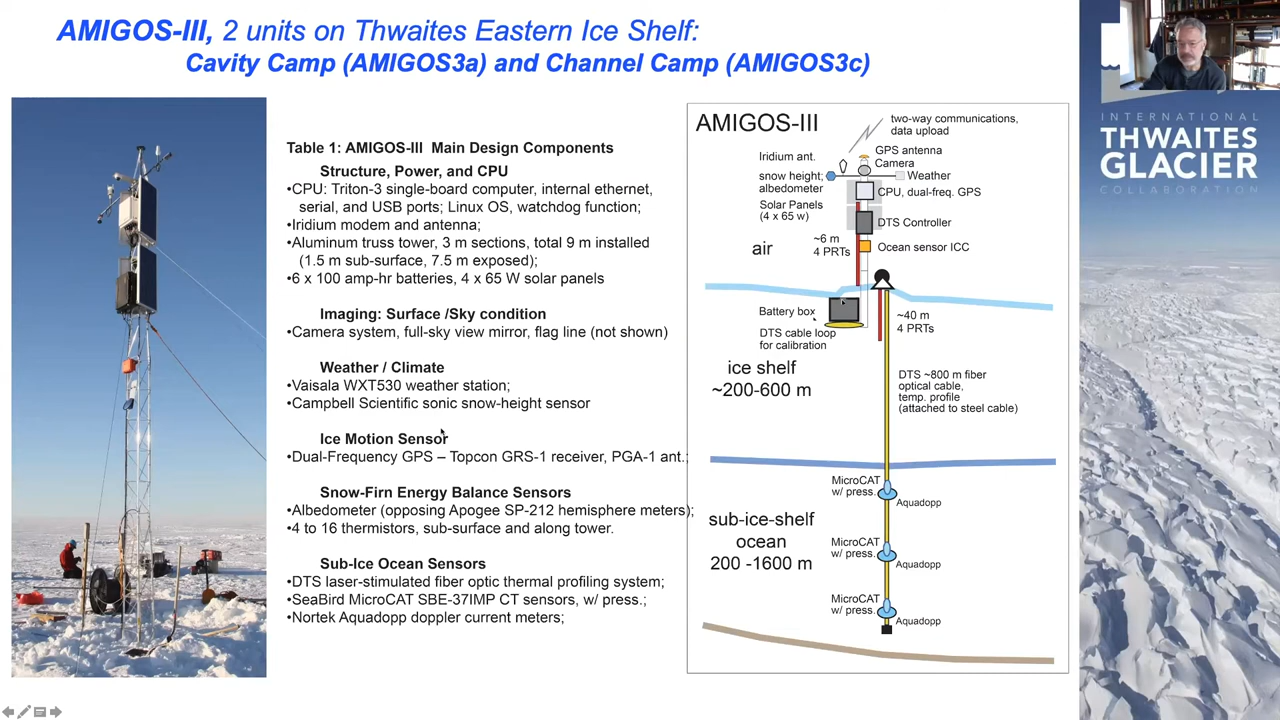 AMIGOS-III, 2 units on Thwaites Eastern Ice Shelf:
Cavity Camp (AMIGOS3a) and Channel Camp (AMIGOS3c)
Table 1: AMIGOS-III Main Design Components
Structure, Power, and CPU
•CPU: Triton-3 single-board computer, internal ethernet,
serial, and USB ports; Linux OS, watchdog function;
•Iridium modem and antenna;
•Aluminum truss tower, 3 m sections, total 9 m installed
(1.5 m sub-surface, 7.5 m exposed);
•6 x 100 amp-hr batteries, 4 x 65 W solar panels
Imaging: Surface /Sky condition
•Camera system, full-sky view mirror, flag line (not shown)
Weather / Climate
•Vaisala WXT530 weather station;
•Campbell Scientific sonic snow-height sensor
Ice Motion Sensor
•Dual-Frequency GPS – Topcon GRS-1 receiver, PGA-1 ant.;
Snow-Firn Energy Balance Sensors
•Albedometer (opposing Apogee SP-212 hemisphere meters);
•4 to 16 thermistors, sub-surface and along tower.
Sub-Ice Ocean Sensors
•DTS laser-stimulated fiber optic thermal profiling system;
•SeaBird MicroCAT SBE-37IMP CT sensors, w/ press.;
•Nortek Aquadopp doppler current meters;
AMIGOS-III
two-way communications,
data upload
GPS antenna
Iridium ant.
Camera
snow height;
albedometer
Weather
CPU, dual-freq. GPS
Solar Panels
(4 x 65 w)
DTS Controller
~6 m
4 PRTs
air
Ocean sensor ICC
Battery box
~40 m
4 PRTs
DTS cable loop
for calibration
ice shelf
~200-600 m
DTS ~800 m fiber
optical cable,
temp. profile
(attached to steel cable)
MicroCAT
w/ press.
Aquadopp
sub-ice-shelf
ocean
200 -1600 m
MicroCAT
w/ press.
Aquadopp
MicroCAT
w/ press.
Aquadopp
INTERNATIONAL
THWAITES
GLACIER
COLLABORATION